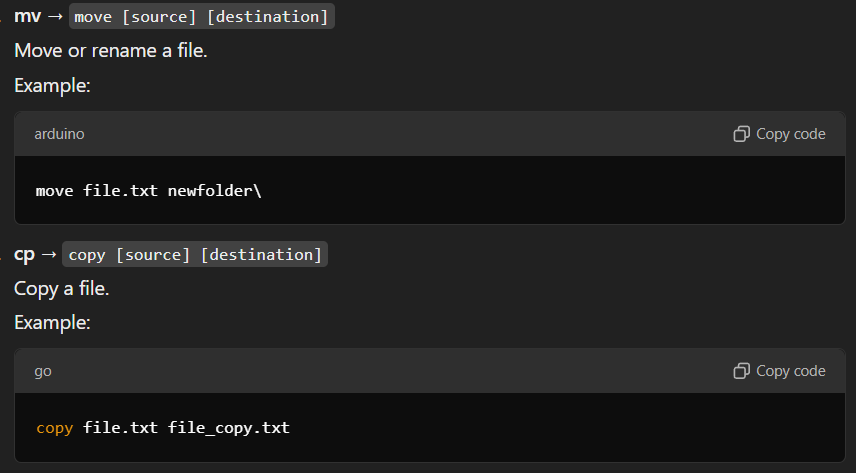 mv → move [source] [destination]
Move or rename a file.
Example:
arduino Copy code
move file.txt newfolder\
cp → copy [source] [destination]
Copy a file.
Example:
go Copy code
copy file.txt file_copy.txt